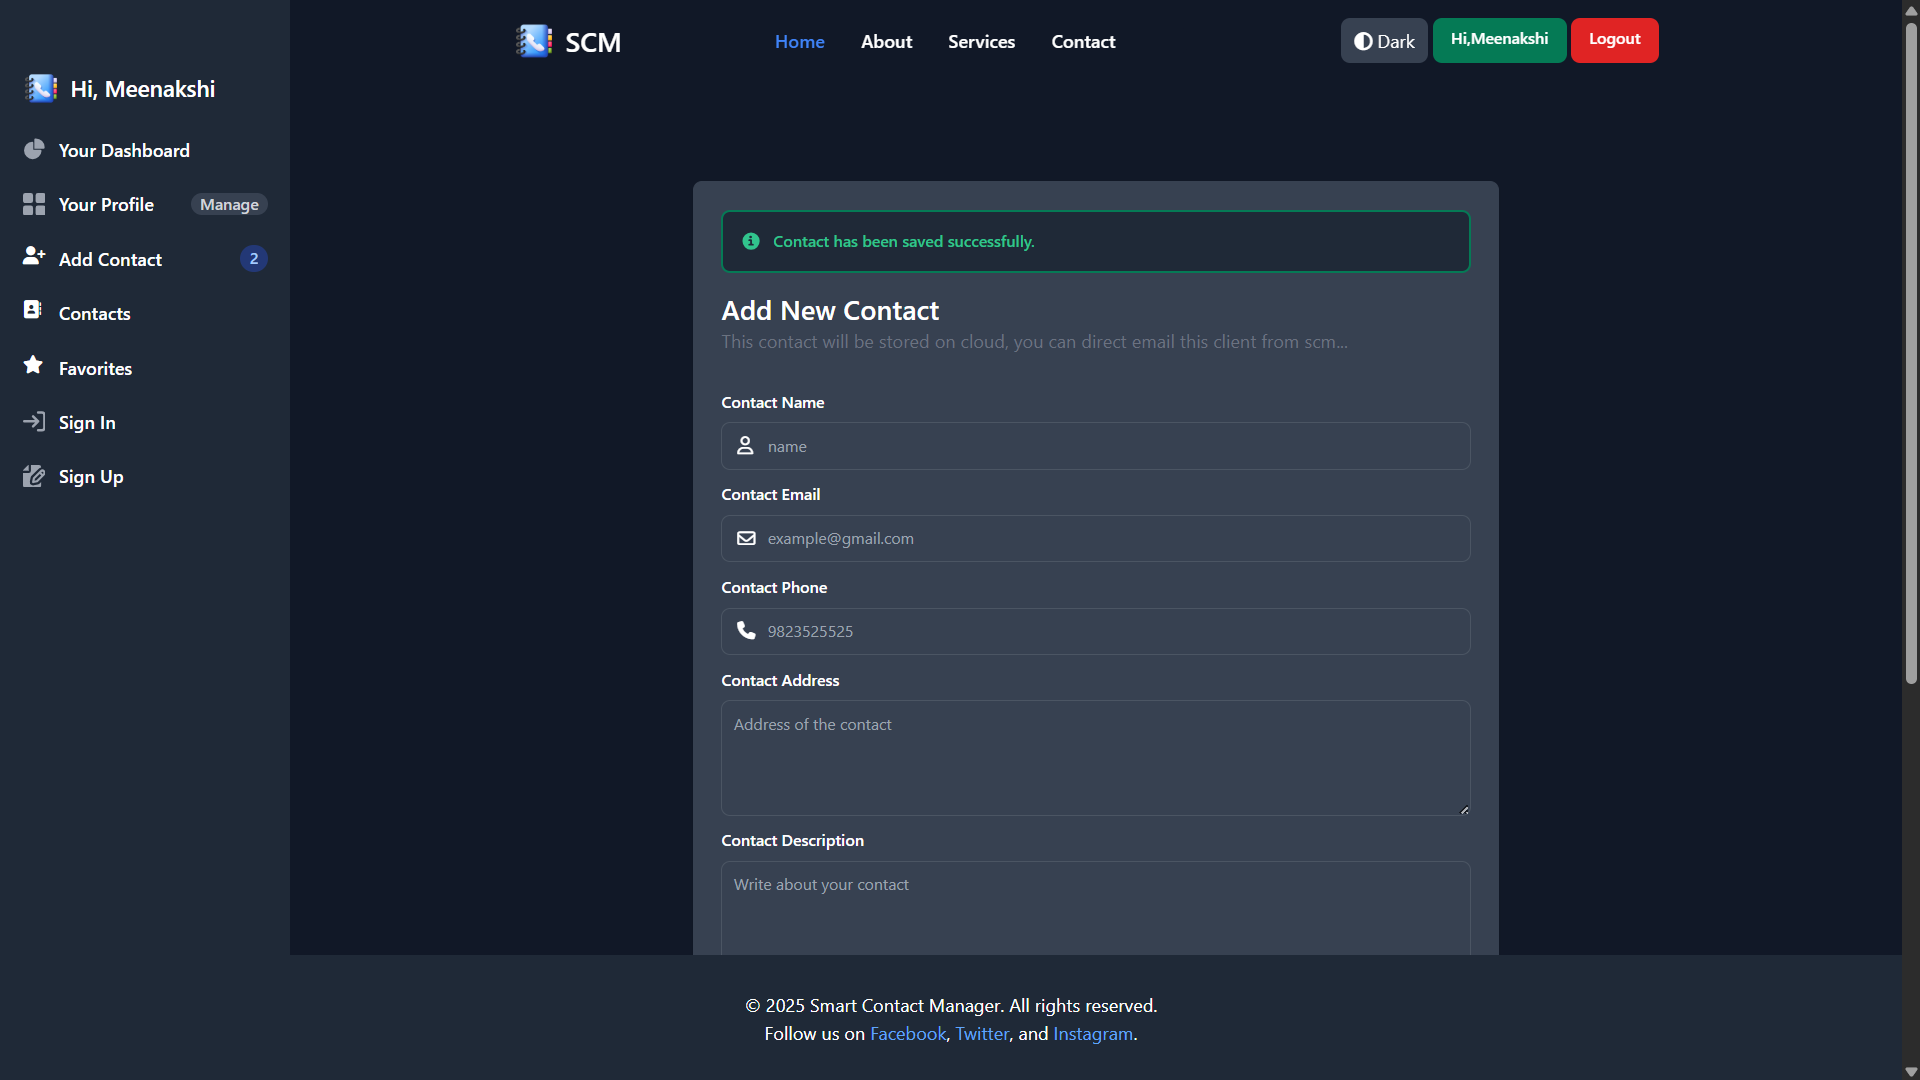 SCM
Home
About
Services
Contact
Dark
Hi,Meenakshi
Logout
Hi, Meenakshi
Your Dashboard
Your Profile
Manage
Add Contact
2
Contacts
Favorites
Sign In
Sign Up
Contact has been saved successfully.
Add New Contact
This contact will be stored on cloud, you can direct email this client from scm...
Contact Name
name
Contact Email
example@gmail.com
Contact Phone
9823525525
Contact Address
Address of the contact
Contact Description
Write about your contact
© 2025 Smart Contact Manager. All rights reserved.
Follow us on Facebook, Twitter, and Instagram.